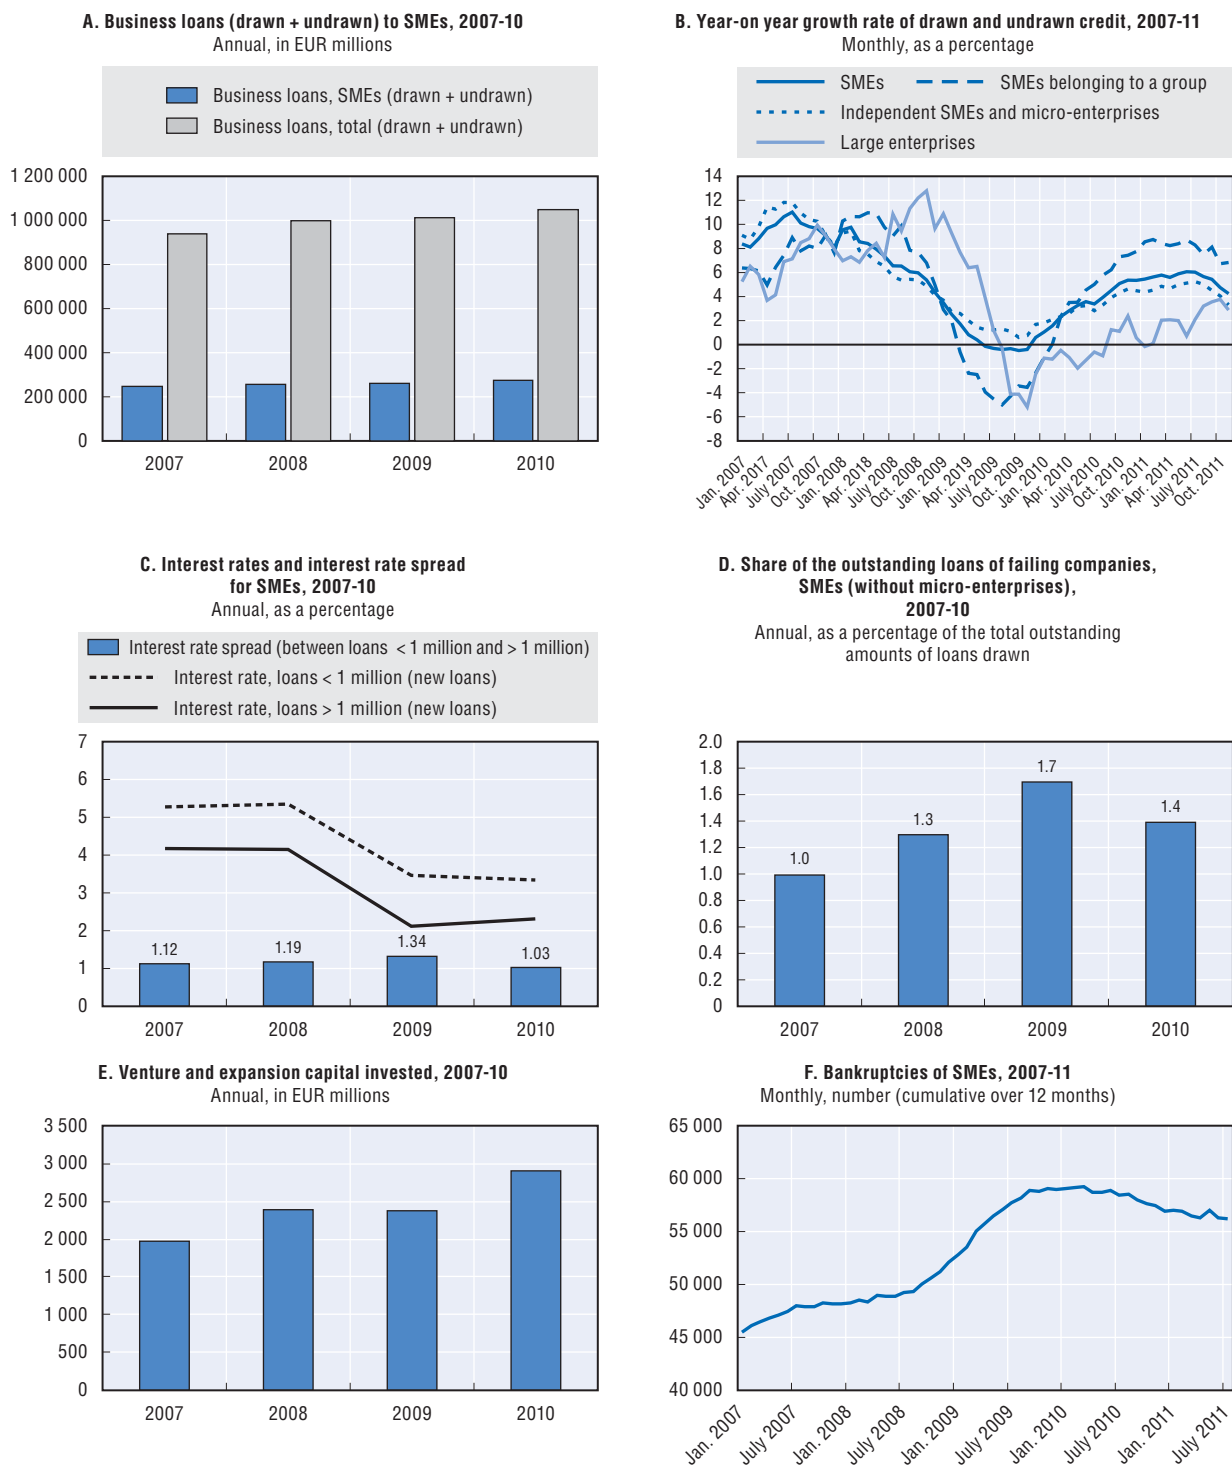 A. Business loans (drawn + undrawn) to SMEs, 2007-10
Annual, in EUR millions
Business loans, SMEs (drawn + undrawn)
Business loans, total (drawn + undrawn)
1 200 000
1 000 000
800 000
600 000
400 000
200 000
0
2007 2008 2009 2010
B. Year-on year growth rate of drawn and undrawn credit, 2007-11
Monthly, as a percentage
SMEs SMEs belonging to a group
Independent SMEs and micro-enterprises
Large enterprises
14
12
10
8
6
4
2
0
-2
-4
-6
-8
Jan. 2007 Apr. 2017 July 2007 Oct. 2007 Jan. 2008 Apr. 2018 July 2008 Oct. 2008 Jan. 2009 Apr. 2019 July 2009 Oct. 2009 Jan. 2010 Apr. 2010 July 2010 Oct. 2010 Jan. 2011 Apr. 2011 July 2011 Oct. 2011
C. Interest rates and interest rate spread
for SMEs, 2007-10
Annual, as a percentage
Interest rate spread (between loans < 1 million and > 1 million)
Interest rate, loans < 1 million (new loans)
Interest rate, loans > 1 million (new loans)
7
6
5
4
3
2
1
0
1.12 1.19 1.34 1.03
2007 2008 2009 2010
D. Share of the outstanding loans of failing companies,
SMEs (without micro-enterprises),
2007-10
Annual, as a percentage of the total outstanding
amounts of loans drawn
2.0
1.8
1.6
1.4
1.2
1.0
0.8
0.6
0.4
0.2
0
1.0 1.3 1.7 1.4
2007 2008 2009 2010
E. Venture and expansion capital invested, 2007-10
Annual, in EUR millions
3 500
3 000
2 500
2 000
1 500
1 000
500
0
2007 2008 2009 2010
F. Bankruptcies of SMEs, 2007-11
Monthly, number (cumulative over 12 months)
65 000
60 000
55 000
50 000
45 000
40 000
Jan. 2007 July 2007 Jan. 2008 July 2008 Jan. 2009 July 2009 Jan. 2010 July 2010 Jan. 2011 July 2011